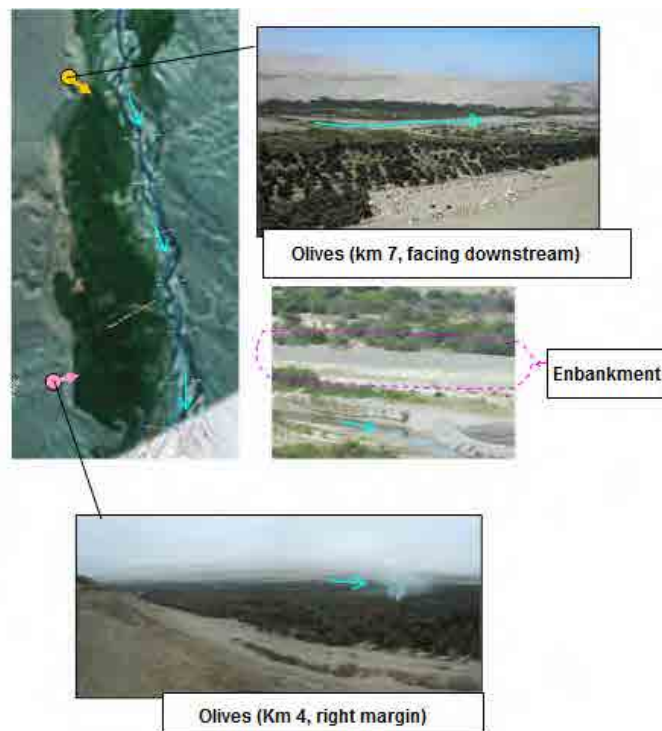 Olives (km 7, facing downstream)
Enbankment
Olives (Km 4, right margin)